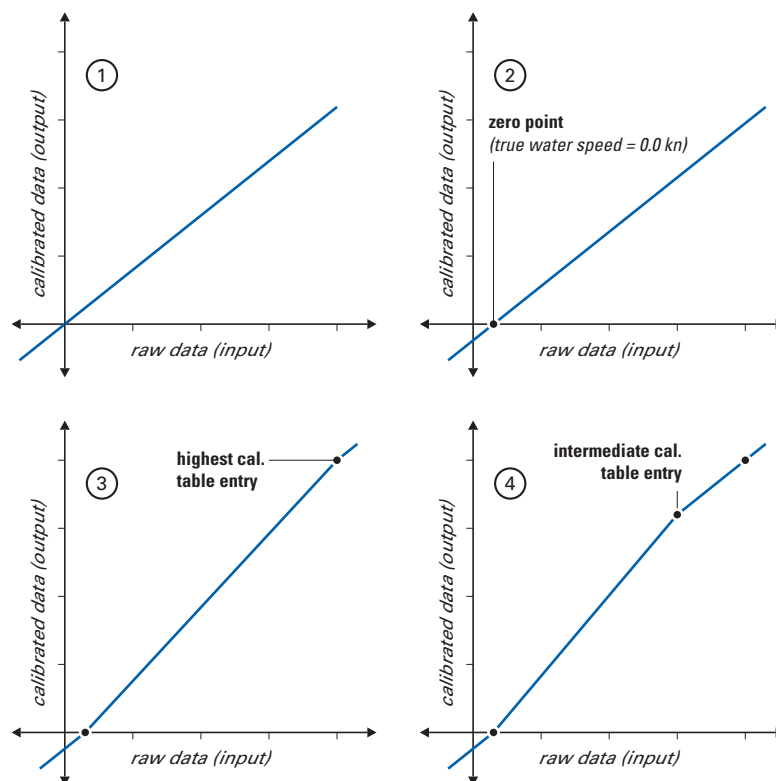 1
calibrated data (output)
raw data (input)
2
zero point
(true water speed = 0.0 kn)
calibrated data (output)
raw data (input)
3
highest cal.
table entry
calibrated data (output)
raw data (input)
4
intermediate cal.
table entry
calibrated data (output)
raw data (input)